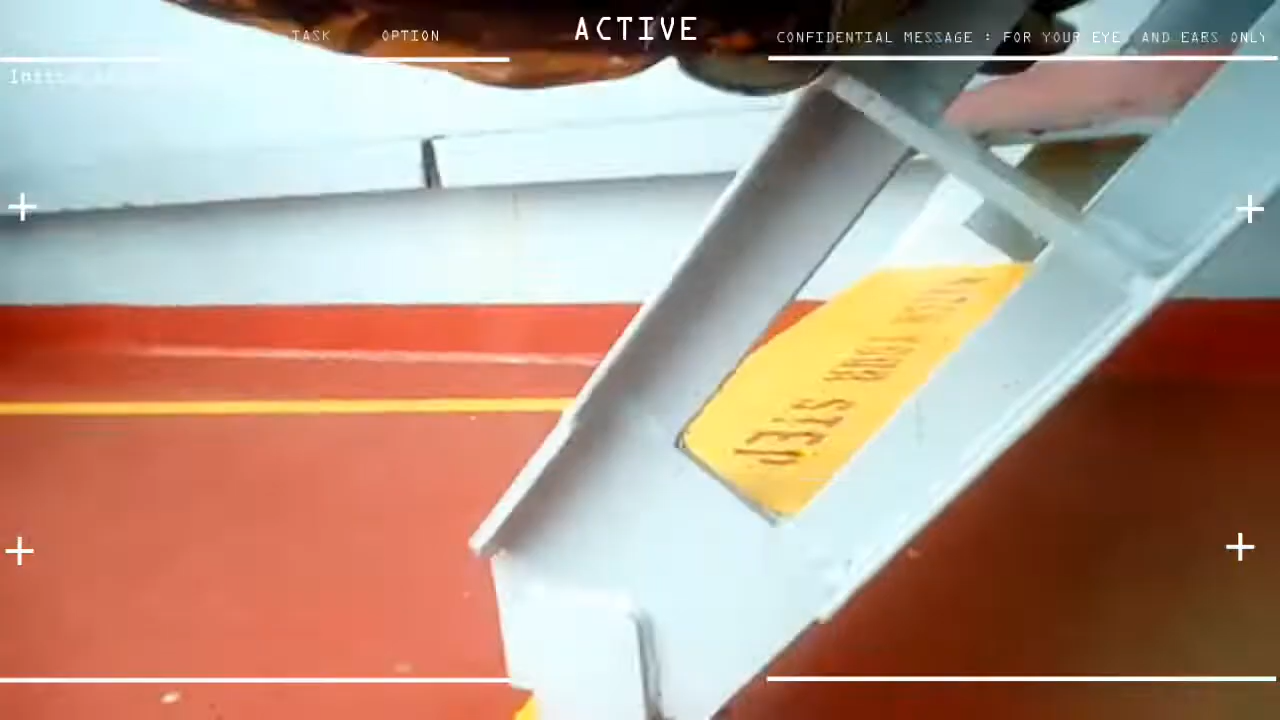 TASK OPTION ACTIVE CONFIDENTIAL MESSAGE : FOR YOUR EYE AND EARS ONLY
WATCH YOUR STEP